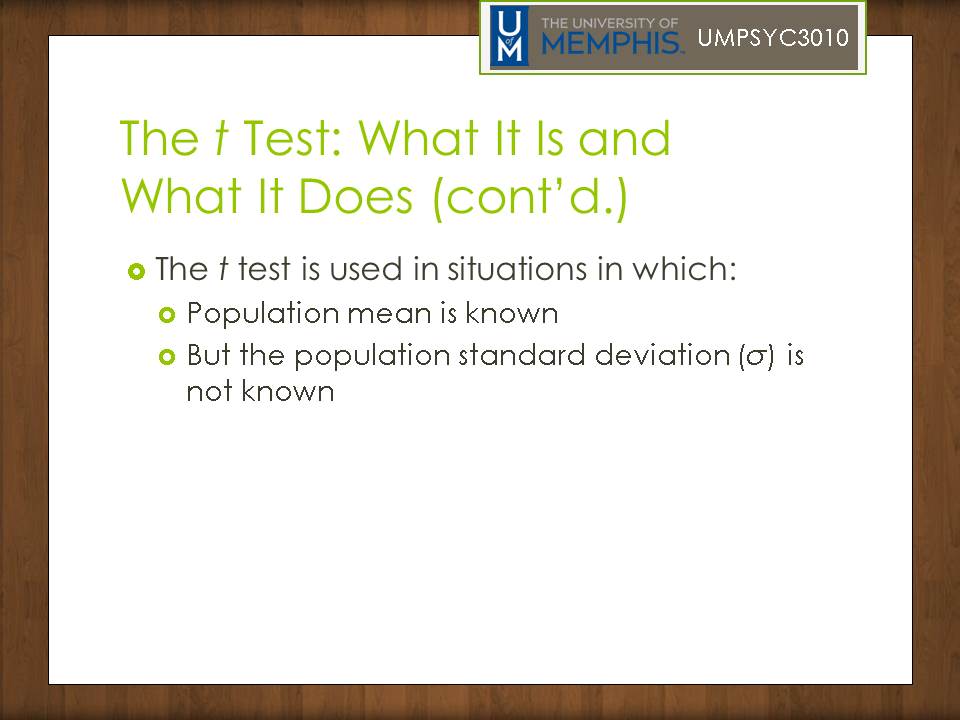 U
of
M
THE UNIVERSITY OF
MEMPHIS.
UMPSYC3010
The t Test: What It Is and
What It Does (cont’d.)
The t test is used in situations in which:
Population mean is known
But the population standard deviation (σ) is
not known